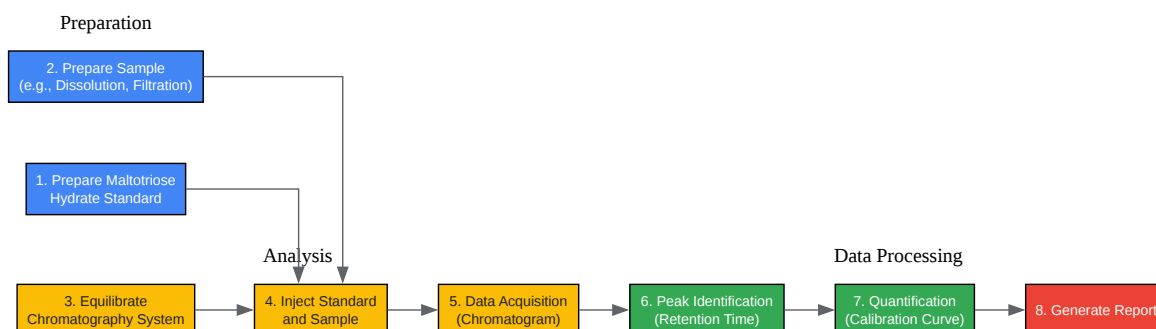 Preparation
2. Prepare Sample
(e.g., Dissolution, Filtration)
1. Prepare Maltotriose
Hydrate Standard
Analysis
Data Processing
3. Equilibrate
Chromatography System
4. Inject Standard
and Sample
5. Data Acquisition
(Chromatogram)
6. Peak Identification
(Retention Time)
7. Quantification
(Calibration Curve)
8. Generate Report